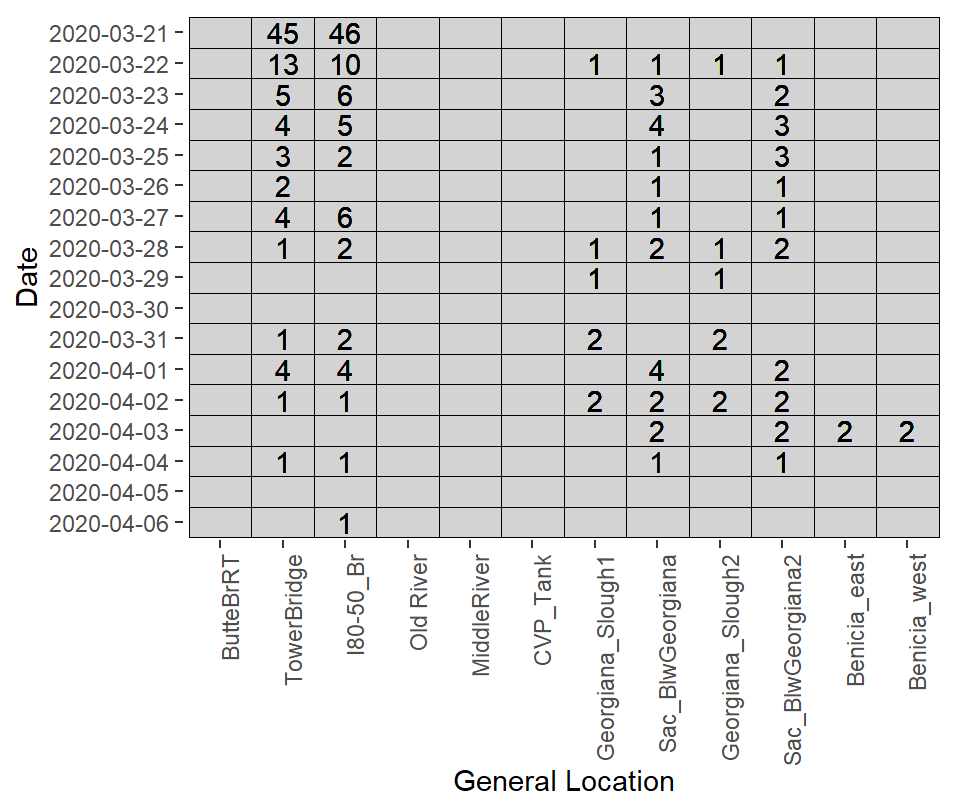 2020-03-21 45 46
2020-03-22 13 10 1 1 1 1
2020-03-23 5 6 3 2
2020-03-24 4 5 4 3
2020-03-25 3 2 1 3
2020-03-26 2 1 1
2020-03-27 4 6 1 1
2020-03-28 1 2 1 2 1 2
2020-03-29 1 1
2020-03-30
2020-03-31 1 2 2 2
2020-04-01 4 4 4 2
2020-04-02 1 1 2 2 2 2
2020-04-03 2 2 2 2
2020-04-04 1 1 1 1
2020-04-05
2020-04-06 1
Date
ButteBrRT
TowerBridge
I80-50_Br
Old River
MiddleRiver
CVP_Tank
Georgiana_Slough1
Sac_BlwGeorgiana
Georgiana_Slough2
Sac_BlwGeorgiana2
Benicia_east
Benicia_west
General Location